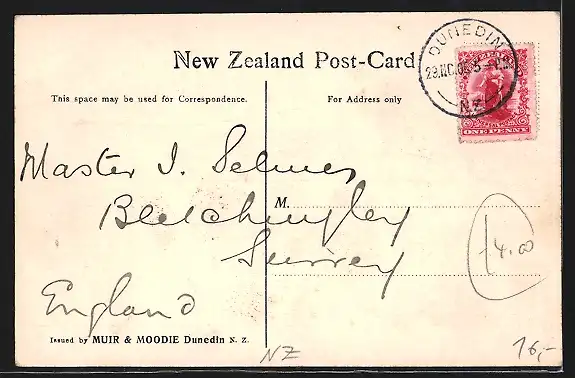 New Zealand Post-Card
DUNEDIN
N.Z
ONE PENNY
This space may be used for Correspondence.
For Address only
Master J. Selmes
M.
Bletchingley
Surrey
England
£4.00
Issued by MUIR & MOODIE Dunedin N. Z.
NZ
16,-